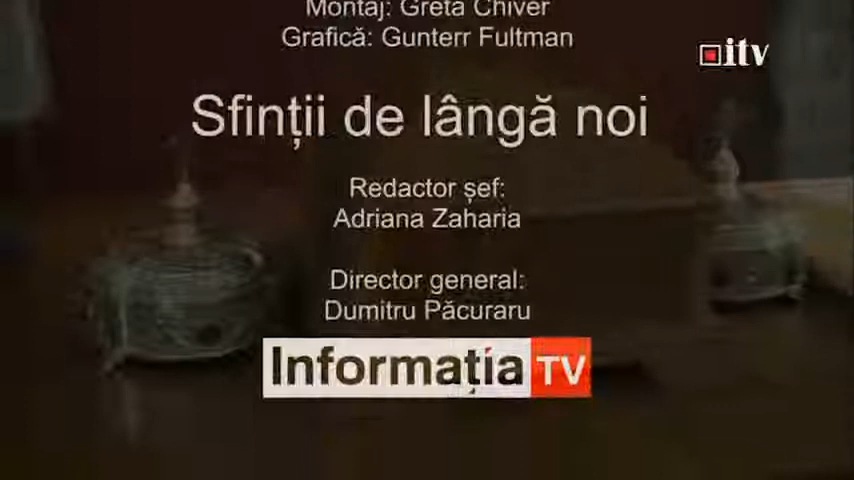 Montaj: Greta Chiver
Grafică: Gunterr Fultman
itv
Sfinții de lângă noi
Redactor șef:
Adriana Zaharia
Director general:
Dumitru Păcuraru
Informația TV